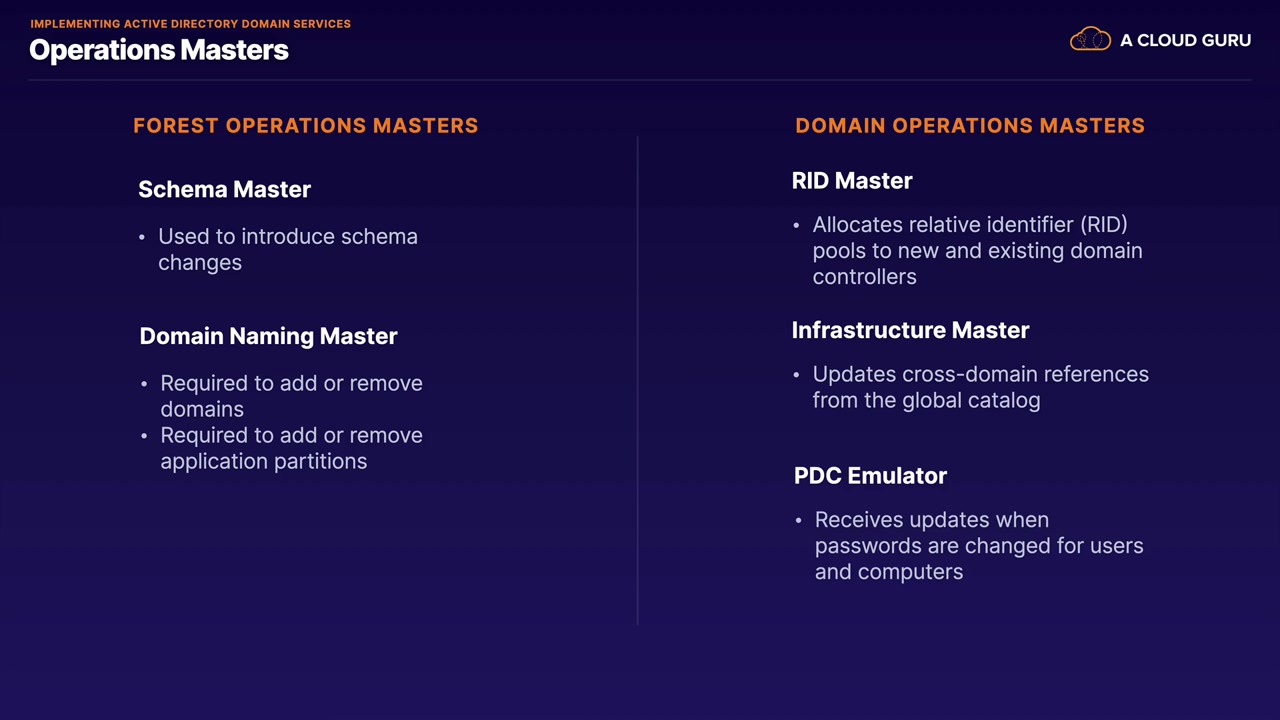 IMPLEMENTING ACTIVE DIRECTORY DOMAIN SERVICES
Operations Masters
A CLOUD GURU
FOREST OPERATIONS MASTERS
Schema Master
• Used to introduce schema
changes
Domain Naming Master
• Required to add or remove
domains
• Required to add or remove
application partitions
DOMAIN OPERATIONS MASTERS
RID Master
• Allocates relative identifier (RID)
pools to new and existing domain
controllers
Infrastructure Master
• Updates cross-domain references
from the global catalog
PDC Emulator
• Receives updates when
passwords are changed for users
and computers